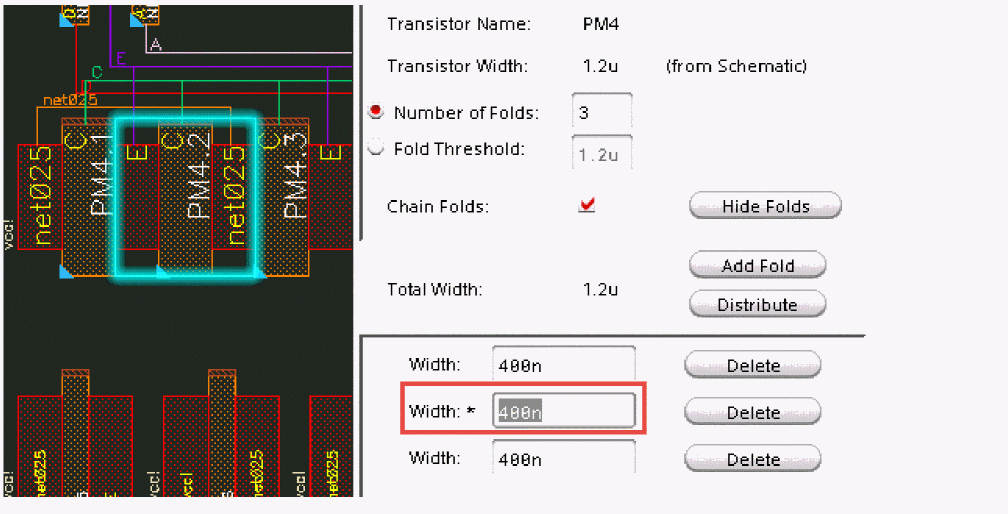 A
E
C
D
net025
C
C
C
E
E
PM4.1
PM4.2
PM4.3
net025
net025
vcc!
net025
vcc!
vcc!
net025
vcc!
net025
E
Transistor Name: PM4
Transistor Width: 1.2u (from Schematic)
Number of Folds: 3
Fold Threshold: 1.2u
Chain Folds: Hide Folds
Add Fold
Total Width: 1.2u
Distribute
Width: 400n Delete
Width: * 400n Delete
Width: 400n Delete